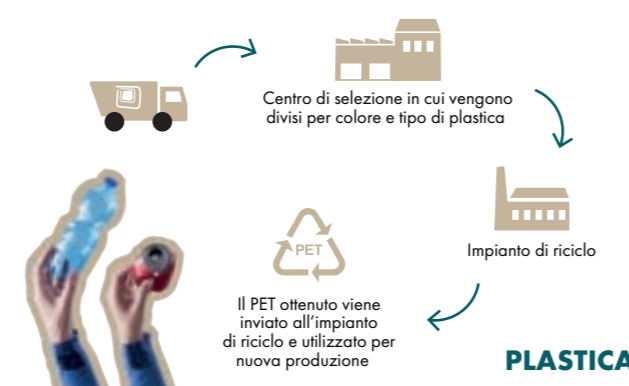 Centro di selezione in cui vengono
divisi per colore e tipo di plastica
Impianto di riciclo
PET
Il PET ottenuto viene
inviato all'impianto
di riciclo e utilizzato per
nuova produzione
PLASTICA